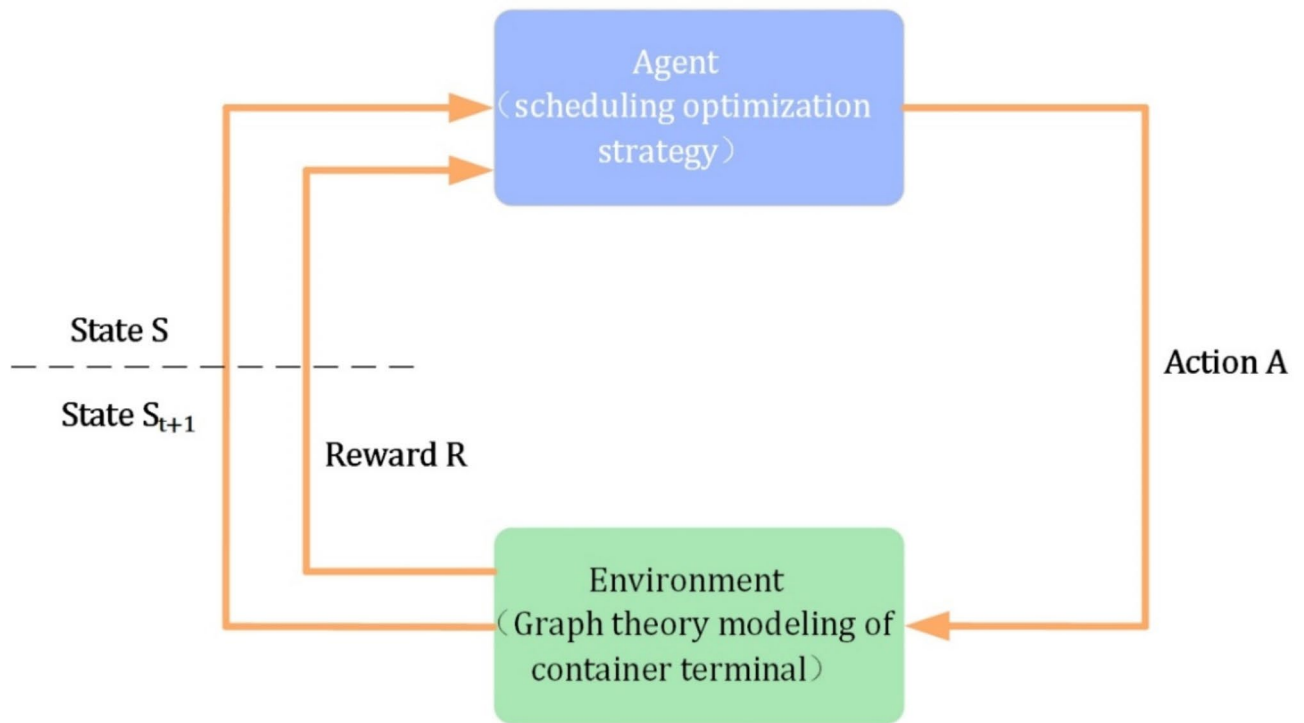 Agent
（scheduling optimization
strategy）
State S
State Sₜ₊₁
Reward R
Action A
Environment
（Graph theory modeling of
container terminal）